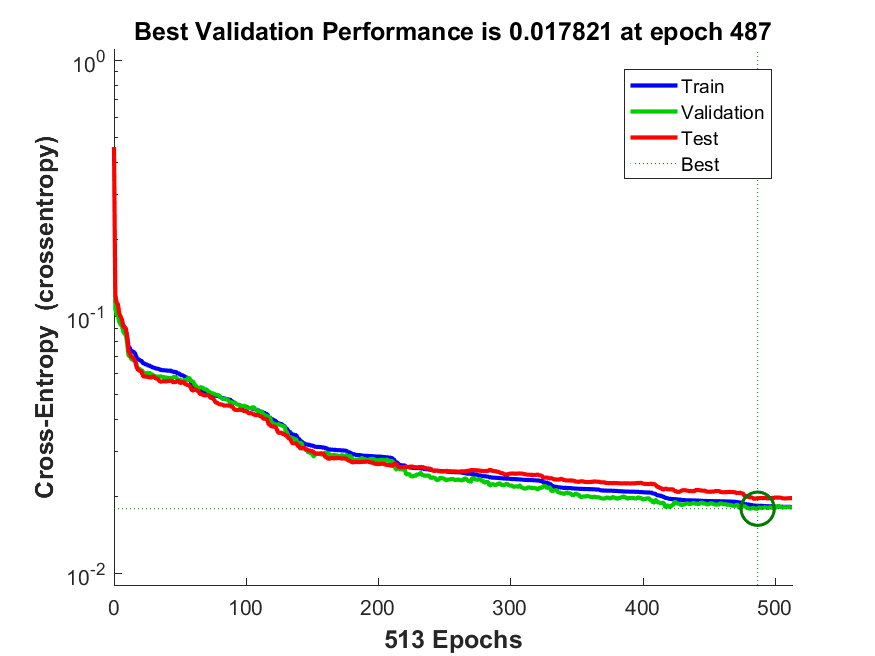 Best Validation Performance is 0.017821 at epoch 487
Cross-Entropy (crossentropy)
10^0
10^-1
10^-2
Train
Validation
Test
Best
0 100 200 300 400 500
513 Epochs